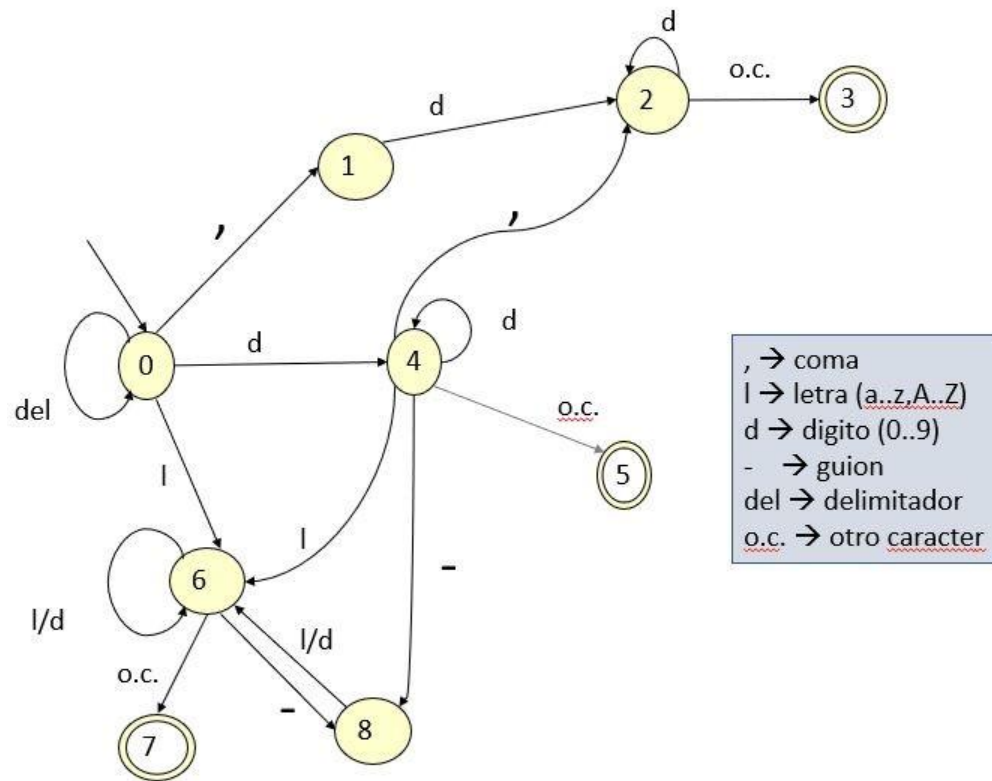 d
2
o.c.
3
d
1
,
,
0
d
4
d
del
l
o.c.
5
l
-
6
l/d
l/d
o.c.
-
8
7
, → coma
l → letra (a..z,A..Z)
d → digito (0..9)
- → guion
del → delimitador
o.c. → otro caracter